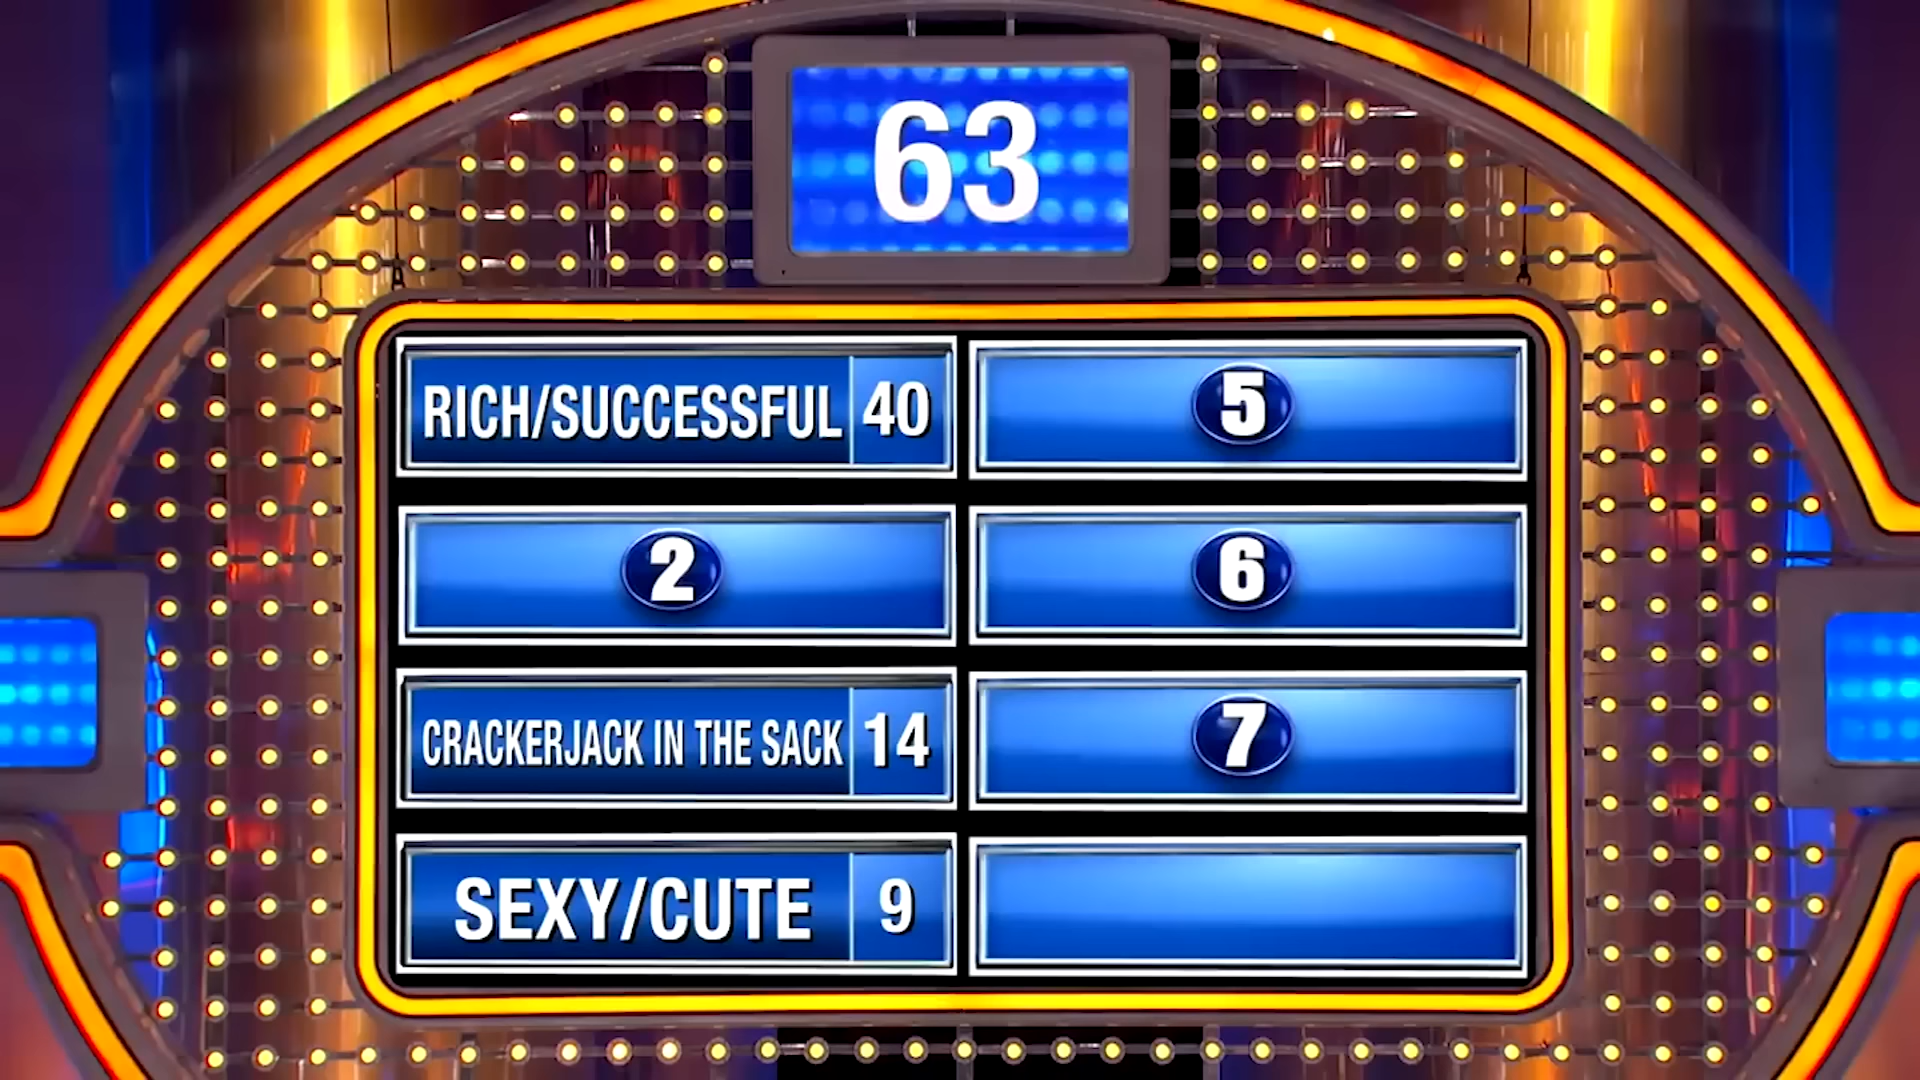 63
RICH/SUCCESSFUL 40
2
CRACKERJACK IN THE SACK 14
SEXY/CUTE 9
5
6
7